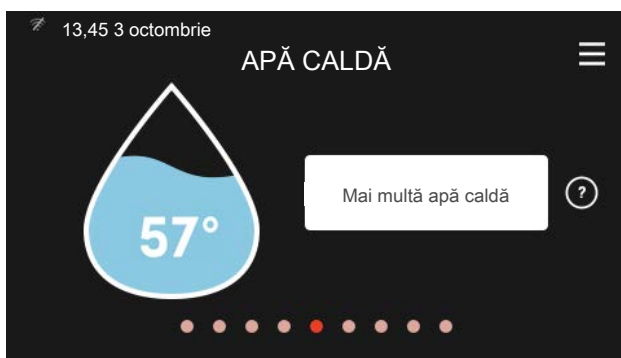 13,45 3 octombrie
APĂ CALDĂ
Mai multă apă caldă
?
57°